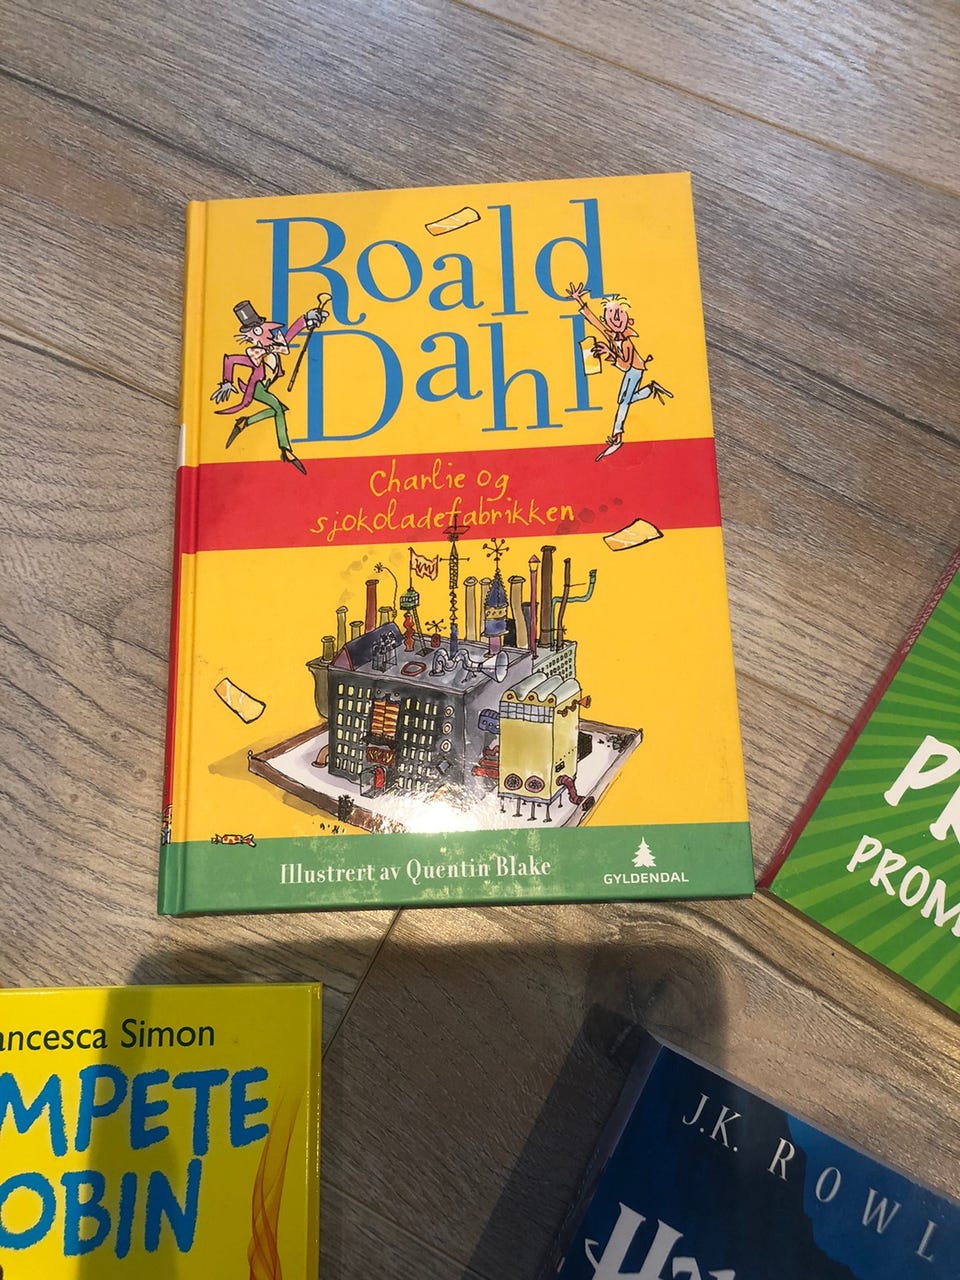 Roald
Dahl
Charlie og
sjokoladefabrikken
Illustrert av Quentin Blake
GYLDENDAL
PR
PROM
ancesca Simon
MPETE
OBIN
J.K. ROWL